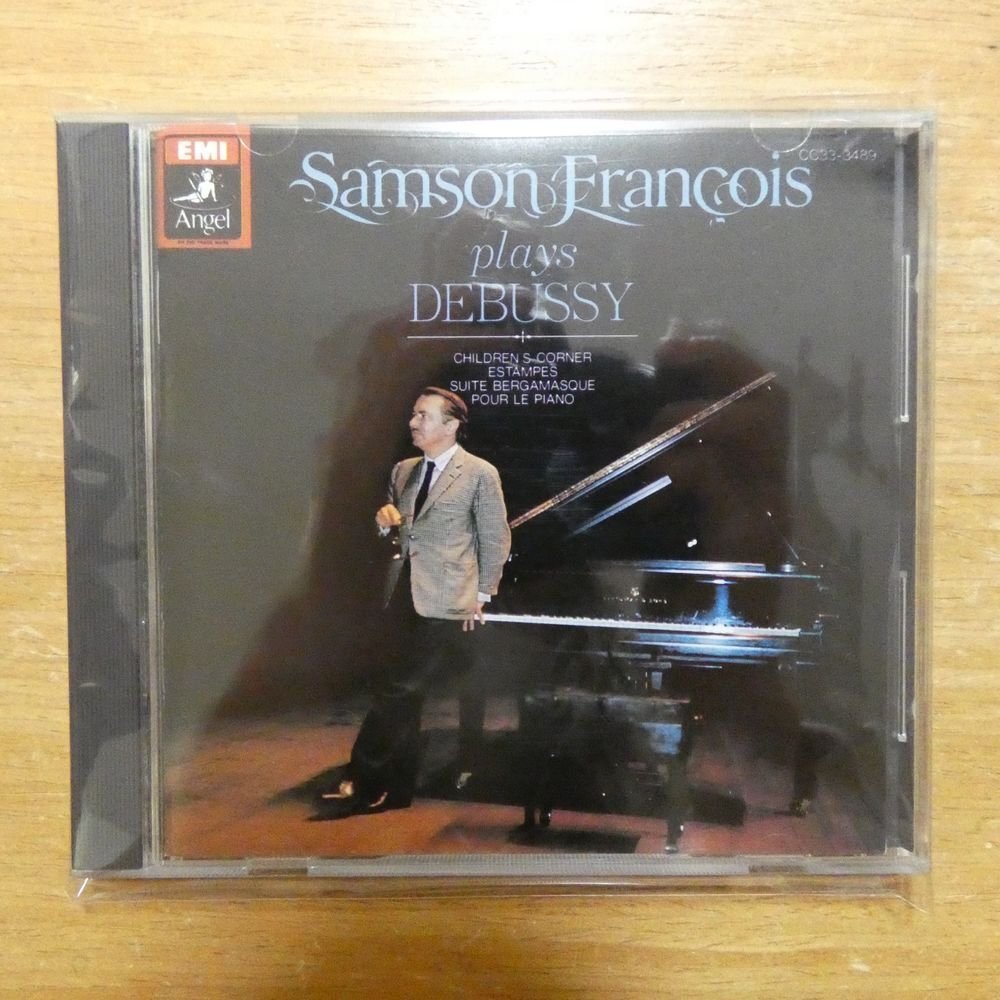 EMI
Angel
CC33-3489
Samson François
plays
DEBUSSY
CHILDREN'S CORNER
ESTAMPES
SUITE BERGAMASQUE
POUR LE PIANO